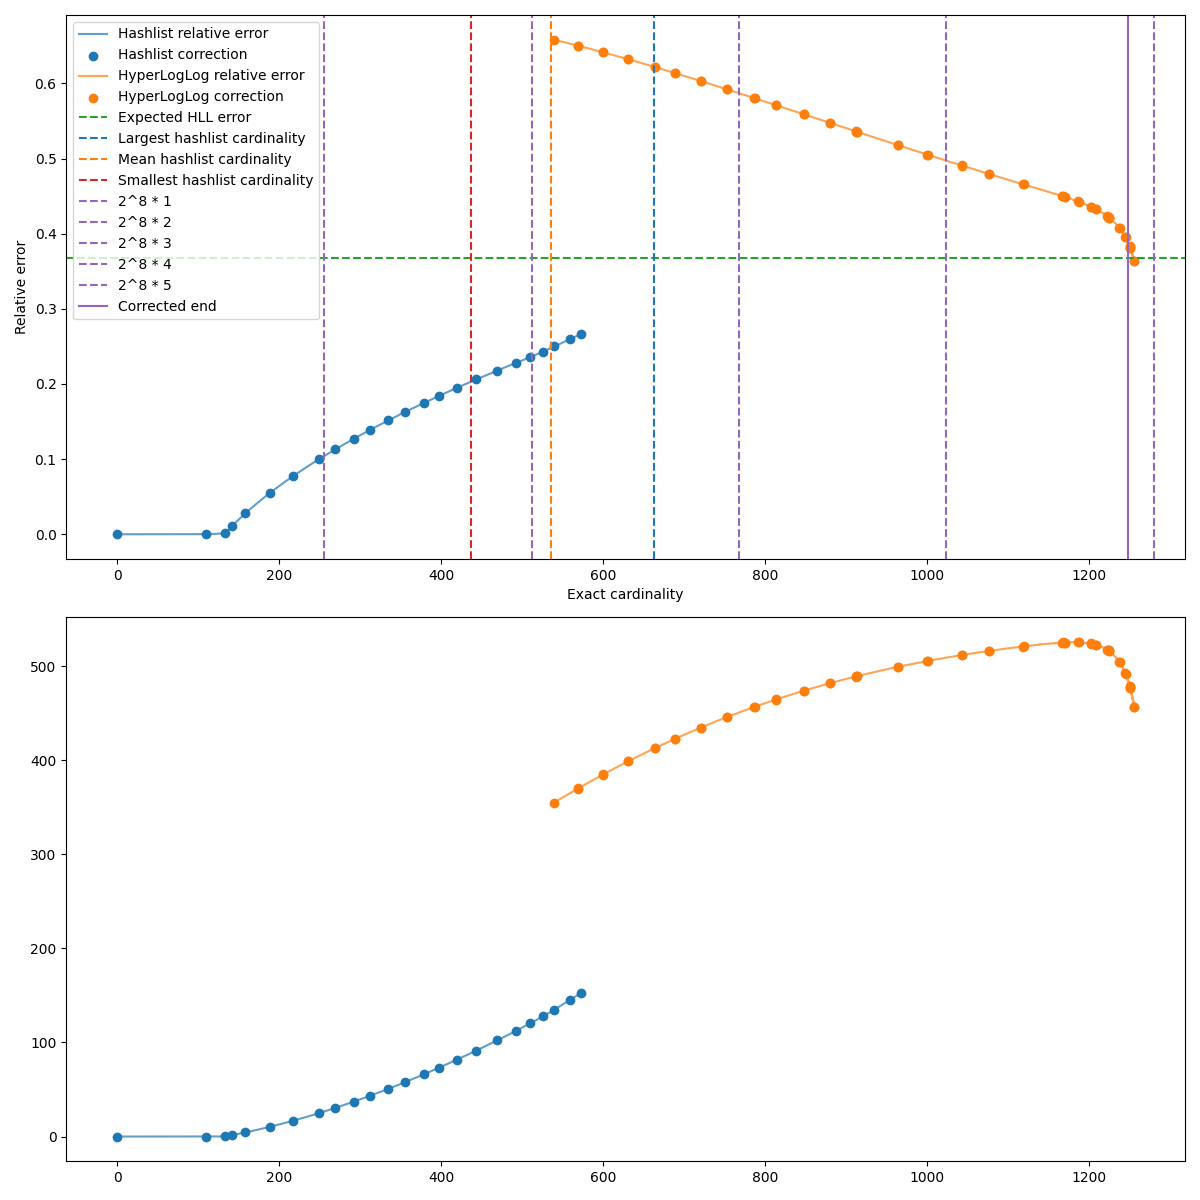 Hashlist relative error
Hashlist correction
HyperLogLog relative error
HyperLogLog correction
Expected HLL error
Largest hashlist cardinality
Mean hashlist cardinality
Smallest hashlist cardinality
2^8 * 1
2^8 * 2
2^8 * 3
2^8 * 4
2^8 * 5
Corrected end
Relative error
0.6
0.5
0.4
0.3
0.2
0.1
0.0
0 200 400 600 800 1000 1200
Exact cardinality
500
400
300
200
100
0
0 200 400 600 800 1000 1200